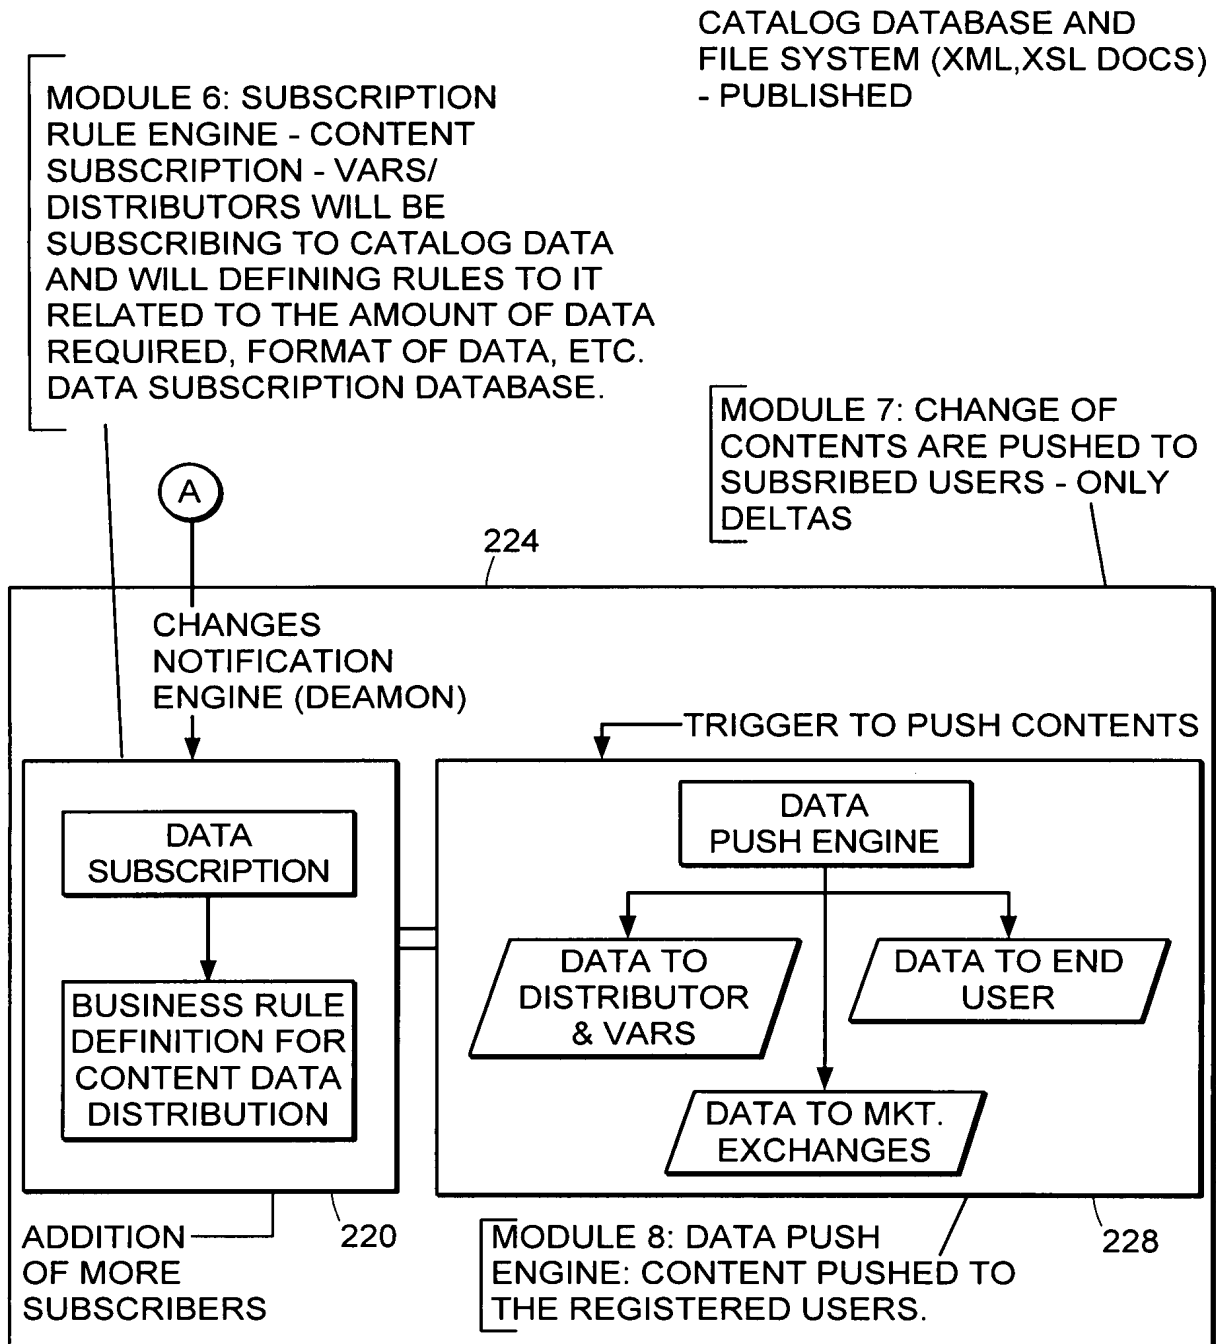 CATALOG DATABASE AND
FILE SYSTEM (XML,XSL DOCS)
- PUBLISHED
MODULE 6: SUBSCRIPTION
RULE ENGINE - CONTENT
SUBSCRIPTION - VARS/
DISTRIBUTORS WILL BE
SUBSCRIBING TO CATALOG DATA
AND WILL DEFINING RULES TO IT
RELATED TO THE AMOUNT OF DATA
REQUIRED, FORMAT OF DATA, ETC.
DATA SUBSCRIPTION DATABASE.
MODULE 7: CHANGE OF
CONTENTS ARE PUSHED TO
SUBSRIBED USERS - ONLY
DELTAS
A
224
CHANGES
NOTIFICATION
ENGINE (DEAMON)
TRIGGER TO PUSH CONTENTS
DATA
SUBSCRIPTION
BUSINESS RULE
DEFINITION FOR
CONTENT DATA
DISTRIBUTION
DATA
PUSH ENGINE
DATA TO
DISTRIBUTOR
& VARS
DATA TO END
USER
DATA TO MKT.
EXCHANGES
ADDITION
OF MORE
SUBSCRIBERS
220
MODULE 8: DATA PUSH
ENGINE: CONTENT PUSHED TO
THE REGISTERED USERS.
228